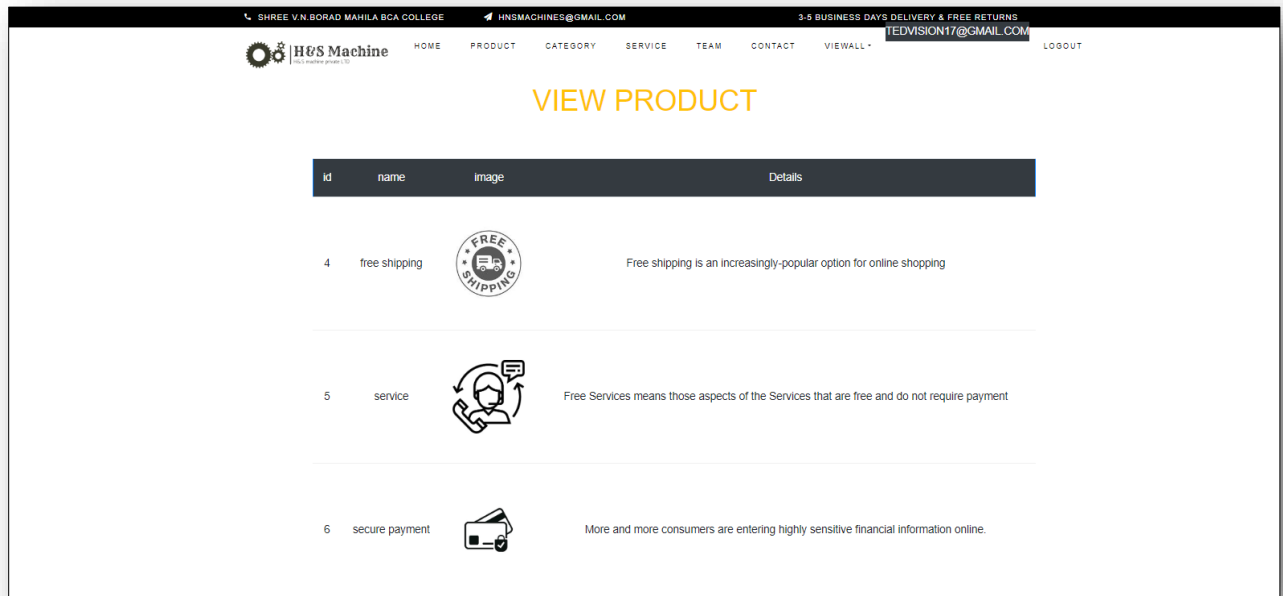 SHREE V.N.BORAD MAHILA BCA COLLEGE HNSMACHINES@GMAIL.COM 3-5 BUSINESS DAYS DELIVERY & FREE RETURNS
TEDVISION17@GMAIL.COM
H&S Machine HOME PRODUCT CATEGORY SERVICE TEAM CONTACT VIEWALL LOGOUT
H&S machine private LTD
VIEW PRODUCT
id name image Details
FREE
4 free shipping Free shipping is an increasingly-popular option for online shopping
SHIPPING
5 service Free Services means those aspects of the Services that are free and do not require payment
6 secure payment More and more consumers are entering highly sensitive financial information online.